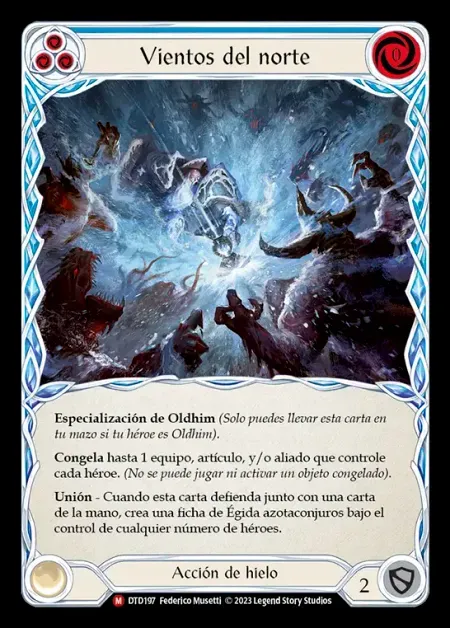 Vientos del norte
0
Especialización de Oldhim (Solo puedes llevar esta carta en
tu mazo si tu héroe es Oldhim).
Congela hasta 1 equipo, artículo, y/o aliado que controle
cada héroe. (No se puede jugar ni activar un objeto congelado).
Unión - Cuando esta carta defienda junto con una carta
de la mano, crea una ficha de Égida azotaconjuros bajo el
control de cualquier número de héroes.
Acción de hielo
2
M DTD197 Federico Musetti © 2023 Legend Story Studios